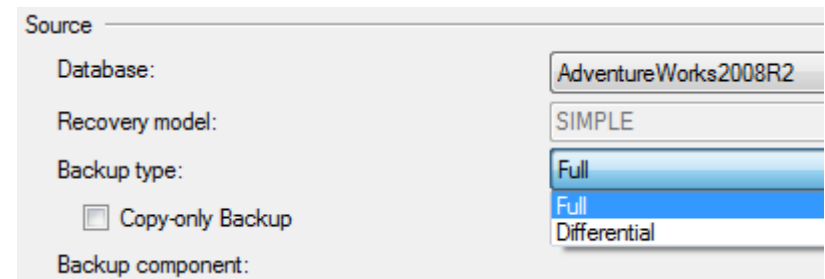 Source
Database: AdventureWorks2008R2
Recovery model: SIMPLE
Backup type: Full
Full
Copy-only Backup
Differential
Backup component: